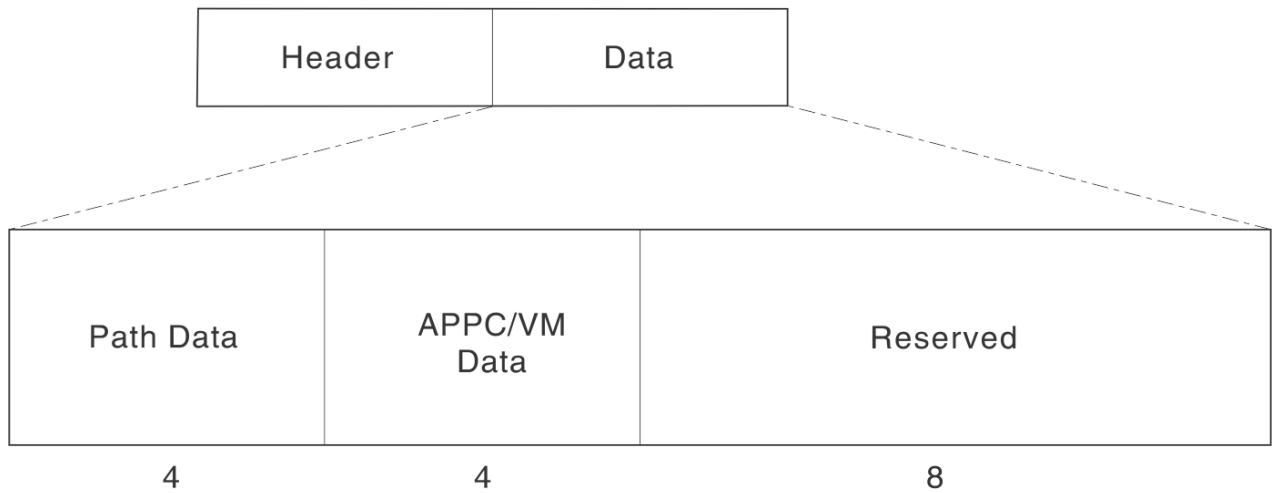 Header
Data
Path Data
APPC/VM
Data
Reserved
4
4
8